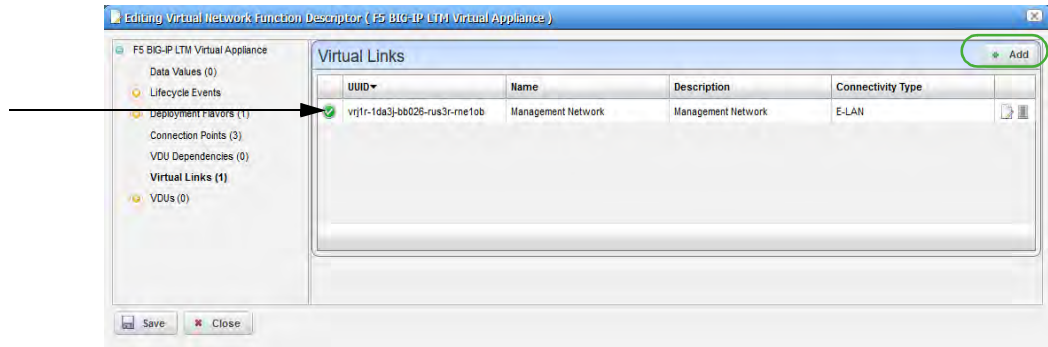 Editing Virtual Network Function Descriptor ( F5 BIG-IP LTM Virtual Appliance )
F5 BIG-IP LTM Virtual Appliance
Data Values (0)
Lifecycle Events
Deployment Flavors (1)
Connection Points (3)
VDU Dependencies (0)
Virtual Links (1)
VDUs (0)
Virtual Links
Add
UUID Name Description Connectivity Type
vrj1r-1da3j-bb026-rus3r-rne1ob Management Network Management Network E-LAN
Save Close